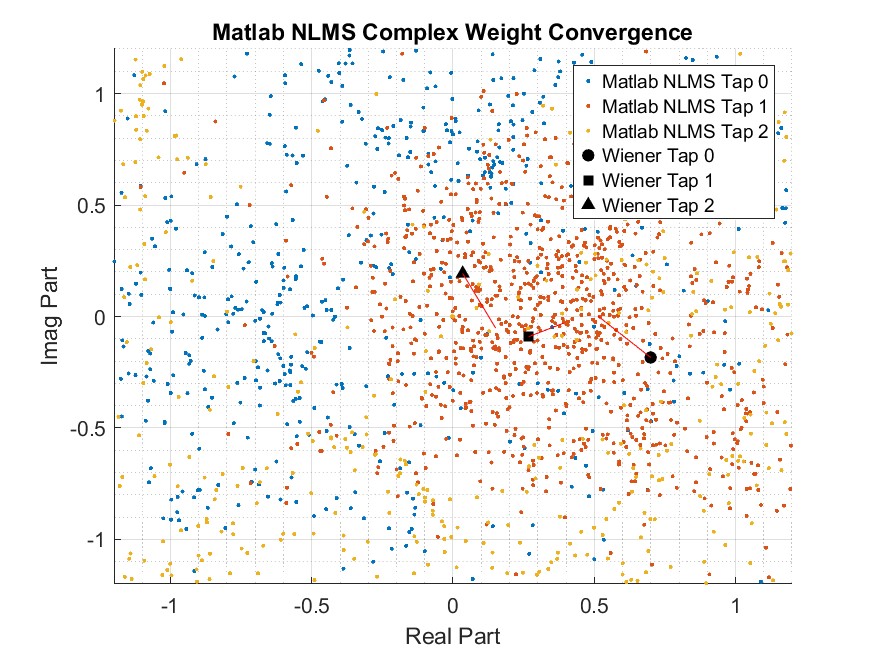 Matlab NLMS Complex Weight Convergence
Matlab NLMS Tap 0
Matlab NLMS Tap 1
Matlab NLMS Tap 2
Wiener Tap 0
Wiener Tap 1
Wiener Tap 2
1
0.5
0
-0.5
-1
Imag Part
-1
-0.5
0
0.5
1
Real Part